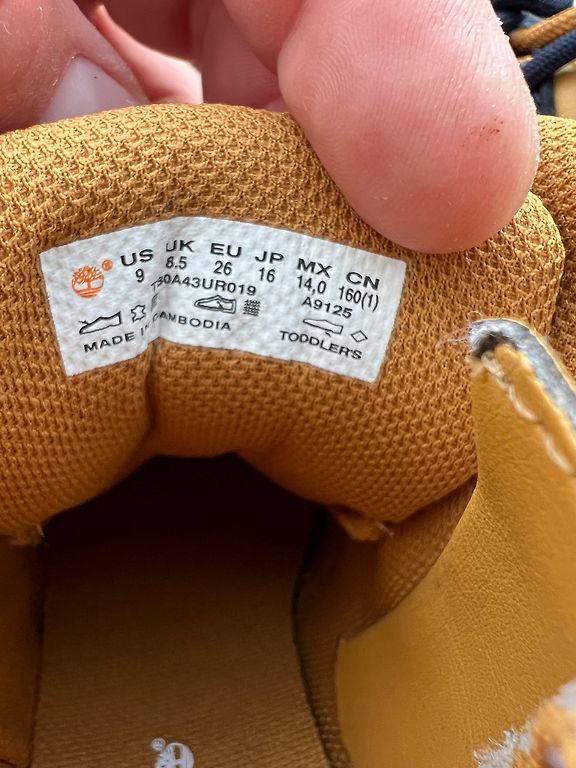 US UK EU JP MX CN
9 8.5 26 16 14,0 160(1)
TB0A43UR019 A9125
MADE IN CAMBODIA TODDLER'S